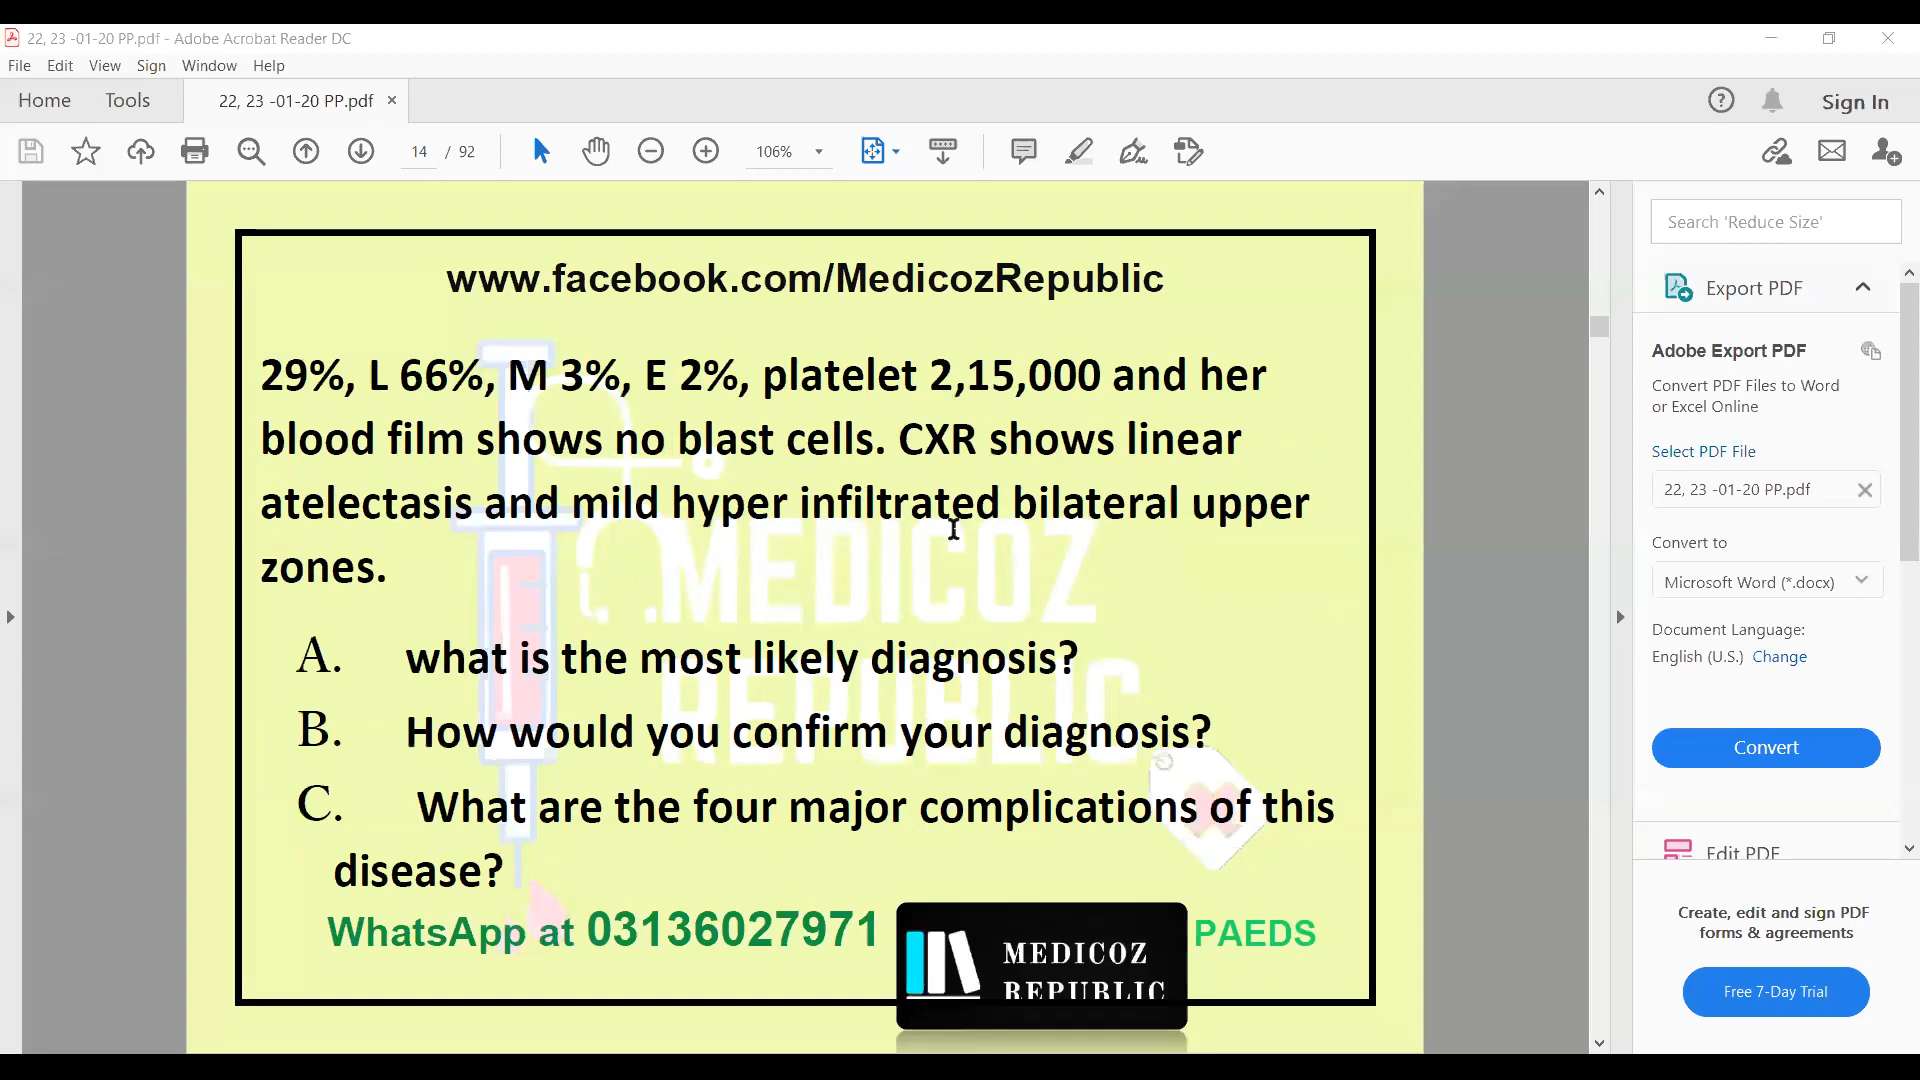 22, 23 -01-20 PP.pdf - Adobe Acrobat Reader DC
File Edit View Sign Window Help
Home Tools 22, 23 -01-20 PP.pdf × Sign In
14 / 92 106%
www.facebook.com/MedicozRepublic
29%, L 66%, M 3%, E 2%, platelet 2,15,000 and her
blood film shows no blast cells. CXR shows linear
atelectasis and mild hyper infiltrated bilateral upper
zones.
A. what is the most likely diagnosis?
B. How would you confirm your diagnosis?
C. What are the four major complications of this
disease?
WhatsApp at 03136027971 PAEDS
MEDICOZ
REPUBLIC
MEDICOZ
REPUBLIC
Search 'Reduce Size'
Export PDF
Adobe Export PDF
Convert PDF Files to Word
or Excel Online
Select PDF File
22, 23 -01-20 PP.pdf
Convert to
Microsoft Word (*.docx)
Document Language:
English (U.S.) Change
Convert
Edit PDF
Create, edit and sign PDF
forms & agreements
Free 7-Day Trial